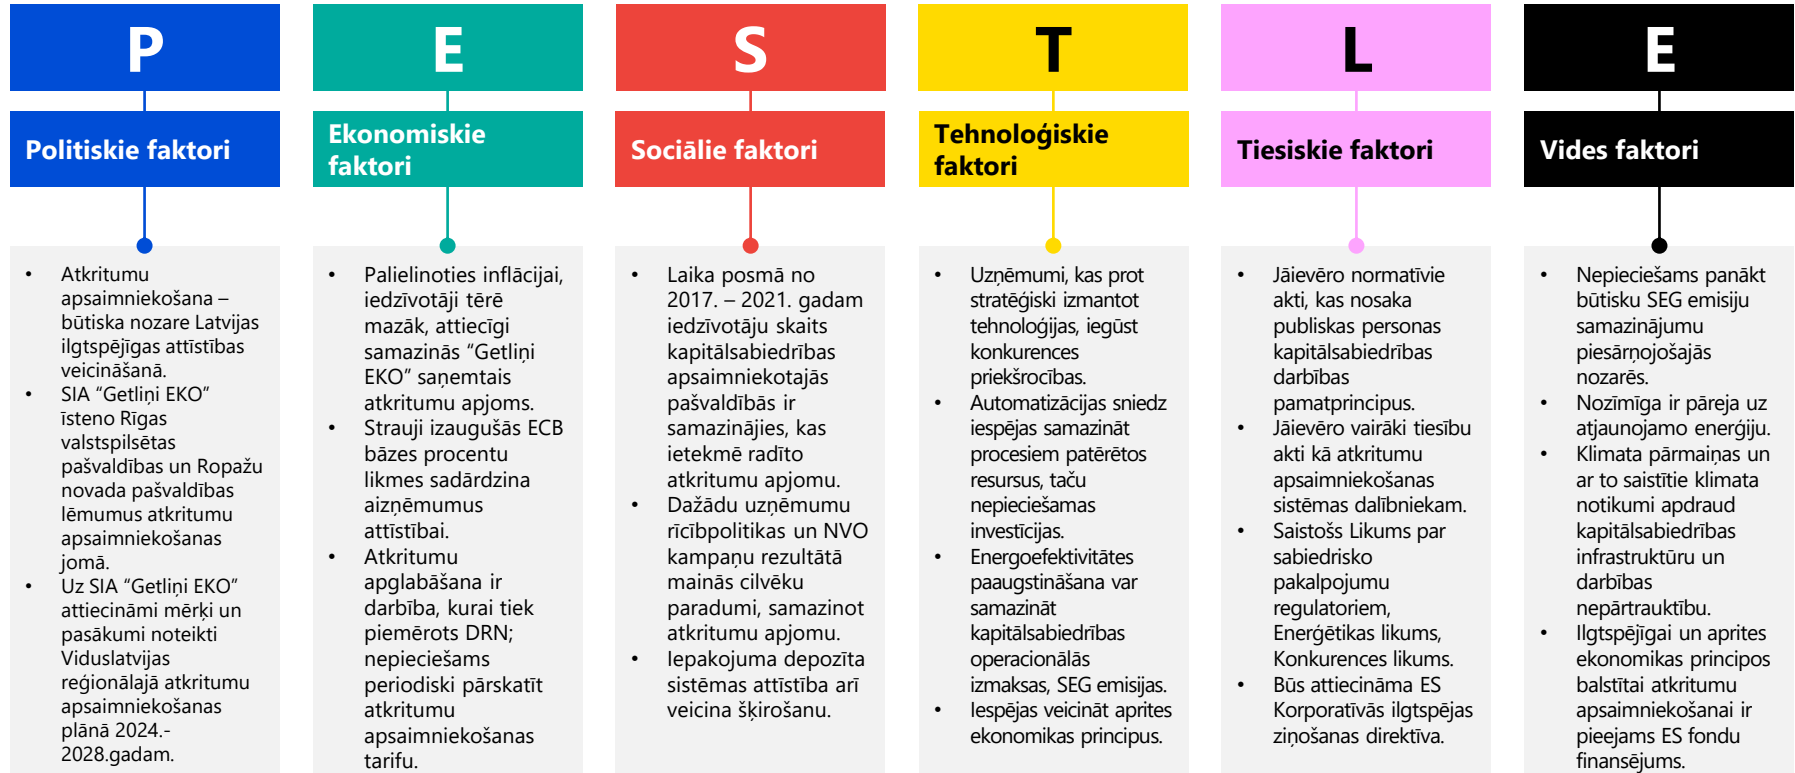 P
Politiskie faktori
• Atkritumu
apsaimniekošana –
būtiska nozare Latvijas
ilgtspējīgas attīstības
veicināšanā.
• SIA “Getliņi EKO”
īsteno Rīgas
valstspilsētas
pašvaldības un Ropažu
novada pašvaldības
lēmumus atkritumu
apsaimniekošanas
jomā.
• Uz SIA “Getliņi EKO”
attiecināmi mērķi un
pasākumi noteikti
Viduslatvijas
reģionālajā atkritumu
apsaimniekošanas
plānā 2024.-
2028.gadam.
E
Ekonomiskie
faktori
• Palielinoties inflācijai,
iedzīvotāji tērē
mazāk, attiecīgi
samazinās “Getliņi
EKO” saņemtais
atkritumu apjoms.
• Strauji izaugušās ECB
bāzes procentu
likmes sadārdzina
aizņēmumus
attīstībai.
• Atkritumu
apglabāšana ir
darbība, kurai tiek
piemērots DRN;
nepieciešams
periodiski pārskatīt
atkritumu
apsaimniekošanas
tarifu.
S
Sociālie faktori
• Laika posmā no
2017. – 2021. gadam
iedzīvotāju skaits
kapitālsabiedrības
apsaimniekotajās
pašvaldībās ir
samazinājies, kas
ietekmē radīto
atkritumu apjomu.
• Dažādu uzņēmumu
rīcībpolitikas un NVO
kampaņu rezultātā
mainās cilvēku
paradumi, samazinot
atkritumu apjomu.
• Iepakojuma depozīta
sistēmas attīstība arī
veicina šķirošanu.
T
Tehnoloģiskie
faktori
• Uzņēmumi, kas prot
stratēģiski izmantot
tehnoloģijas, iegūst
konkurences
priekšrocības.
• Automatizācijas sniedz
iespējas samazināt
procesiem patērētos
resursus, taču
nepieciešamas
investīcijas.
• Energoefektivitātes
paaugstināšana var
samazināt
kapitālsabiedrības
operacionālās
izmaksas, SEG emisijas.
• Iespējas veicināt aprites
ekonomikas principus.
L
Tiesiskie faktori
• Jāievēro normatīvie
akti, kas nosaka
publiskas personas
kapitālsabiedrības
darbības
pamatprincipus.
• Jāievēro vairāki tiesību
akti kā atkritumu
apsaimniekošanas
sistēmas dalībniekam.
• Saistošs Likums par
sabiedrisko
pakalpojumu
regulatoriem,
Enerģētikas likums,
Konkurences likums.
• Būs attiecināma ES
Korporatīvās ilgtspējas
ziņošanas direktīva.
E
Vides faktori
• Nepieciešams panākt
būtisku SEG emisiju
samazinājumu
piesārņojošajās
nozarēs.
• Nozīmīga ir pāreja uz
atjaunojamo enerģiju.
• Klimata pārmaiņas un
ar to saistītie klimata
notikumi apdraud
kapitālsabiedrības
infrastruktūru un
darbības
nepārtrauktību.
• Ilgtspējīgai un aprites
ekonomikas principos
balstītai atkritumu
apsaimniekošanai ir
pieejams ES fondu
finansējums.